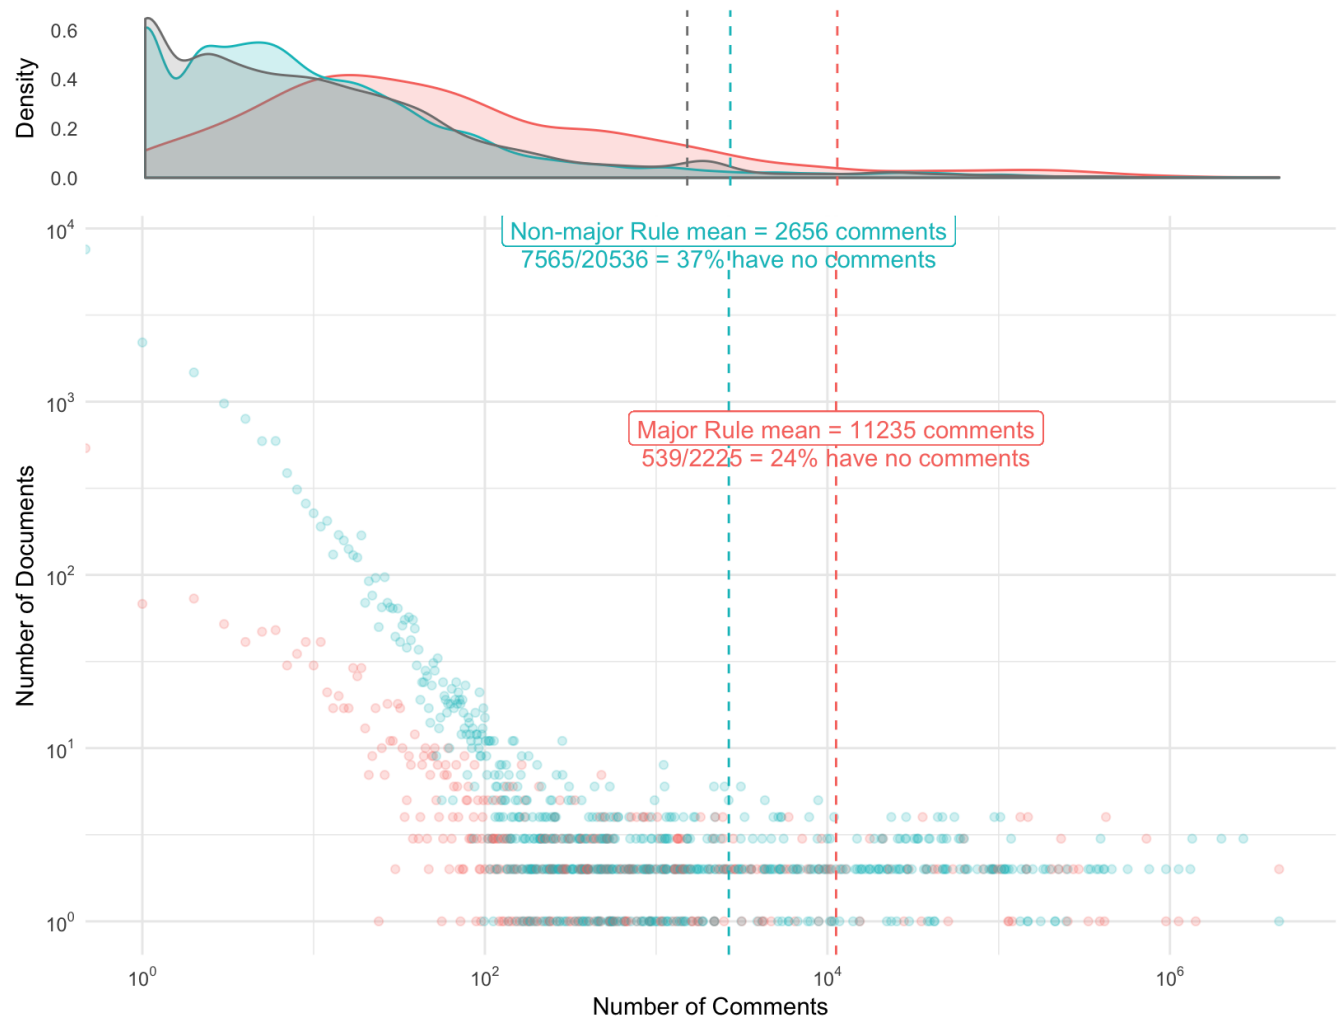 0.6
0.4
0.2
0.0
Density
Non-major Rule mean = 2656 comments
7565/20536 = 37% have no comments
Major Rule mean = 11235 comments
539/2225 = 24% have no comments
10⁴
10³
10²
10¹
10⁰
Number of Documents
10⁰ 10² 10⁴ 10⁶
Number of Comments